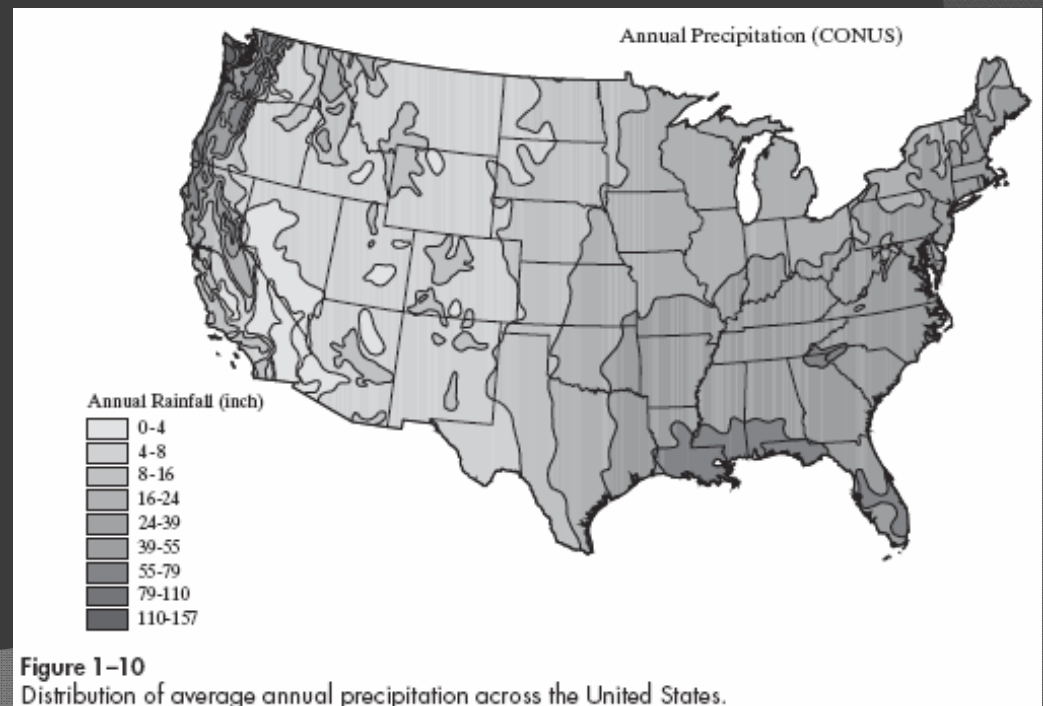 Annual Precipitation (CONUS)
Annual Rainfall (inch)
0-4
4-8
8-16
16-24
24-39
39-55
55-79
79-110
110-157
Figure 1–10
Distribution of average annual precipitation across the United States.